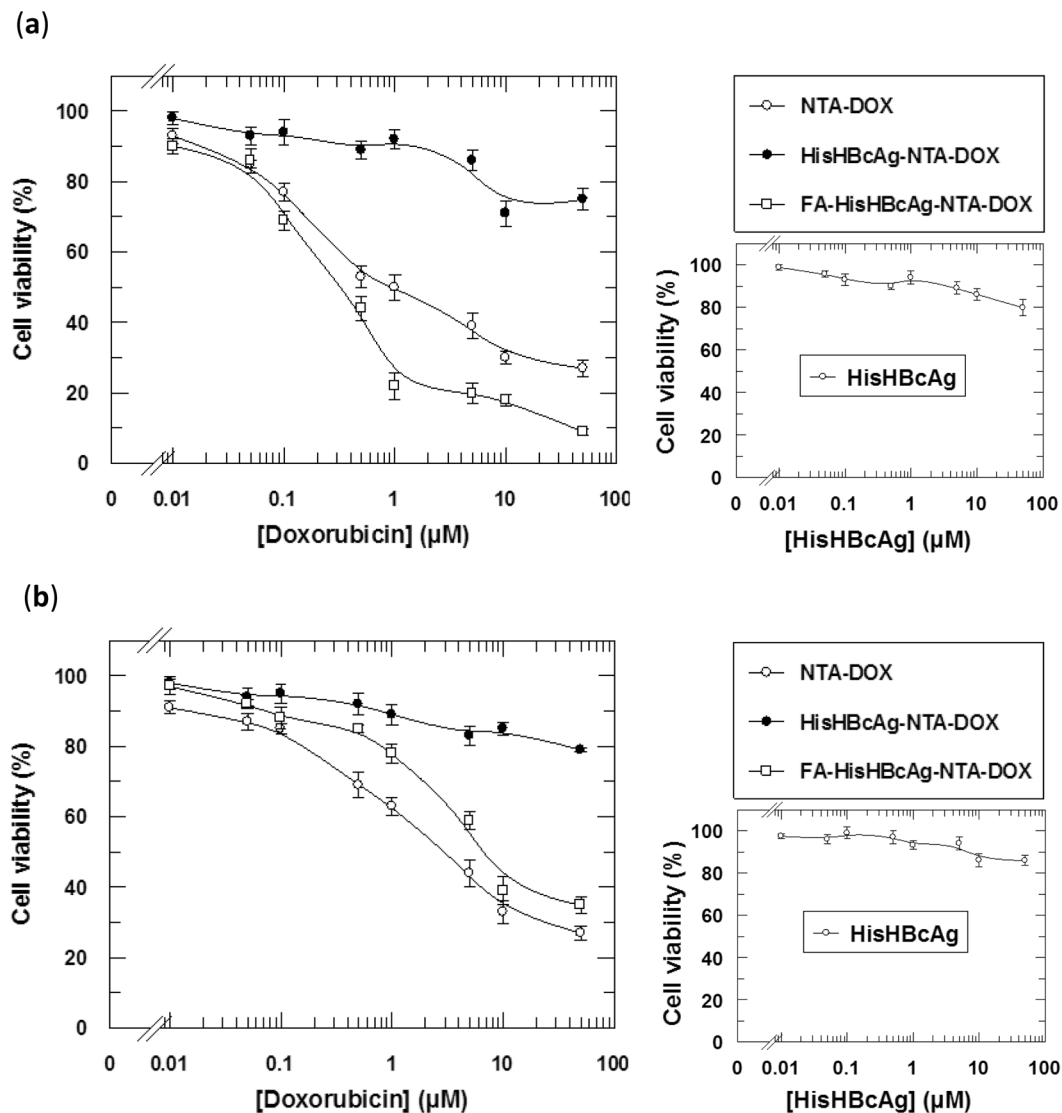 (a)
100
80
60
40
20
0
Cell viability (%)
0 0.01 0.1 1 10 100
[Doxorubicin] (µM)
NTA-DOX
HisHBcAg-NTA-DOX
FA-HisHBcAg-NTA-DOX
100
80
60
40
20
0
Cell viability (%)
HisHBcAg
0 0.01 0.1 1 10 100
[HisHBcAg] (µM)
(b)
100
80
60
40
20
0
Cell viability (%)
0 0.01 0.1 1 10 100
[Doxorubicin] (µM)
NTA-DOX
HisHBcAg-NTA-DOX
FA-HisHBcAg-NTA-DOX
100
80
60
40
20
0
Cell viability (%)
HisHBcAg
0 0.01 0.1 1 10 100
[HisHBcAg] (µM)